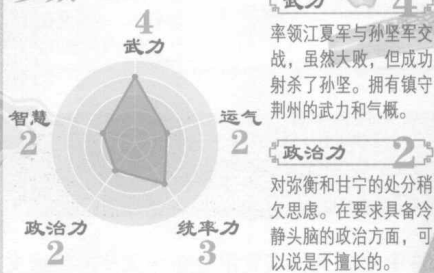 4
武力
智慧
2
运气
2
政治力
2
统率力
3
武力 4
率领江夏军与孙坚军交
战，虽然大败，但成功
射杀了孙坚。拥有镇守
荆州的武力和气概。
政治力 2
对弥衡和甘宁的处分稍
欠思虑。在要求具备冷
静头脑的政治方面，可
以说是不擅长的。